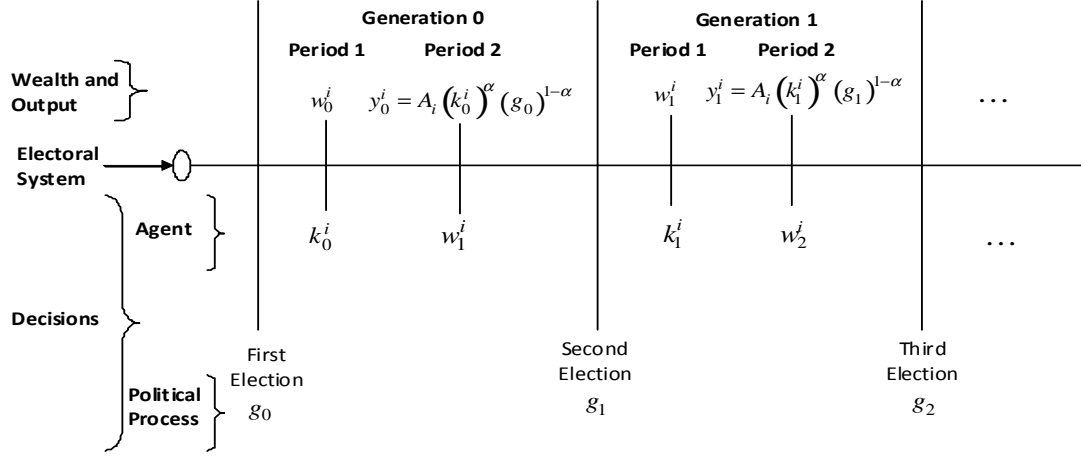 Generation 0
Generation 1
Period 1
Period 2
Period 1
Period 2
Wealth and
Output
w_0^i
y_0^i = A_i (k_0^i)^α (g_0)^{1−α}
w_1^i
y_1^i = A_i (k_1^i)^α (g_1)^{1−α}
...
Electoral
System
Agent
k_0^i
w_1^i
k_1^i
w_2^i
...
Decisions
First
Election
Second
Election
Third
Election
Political
Process
g_0
g_1
g_2